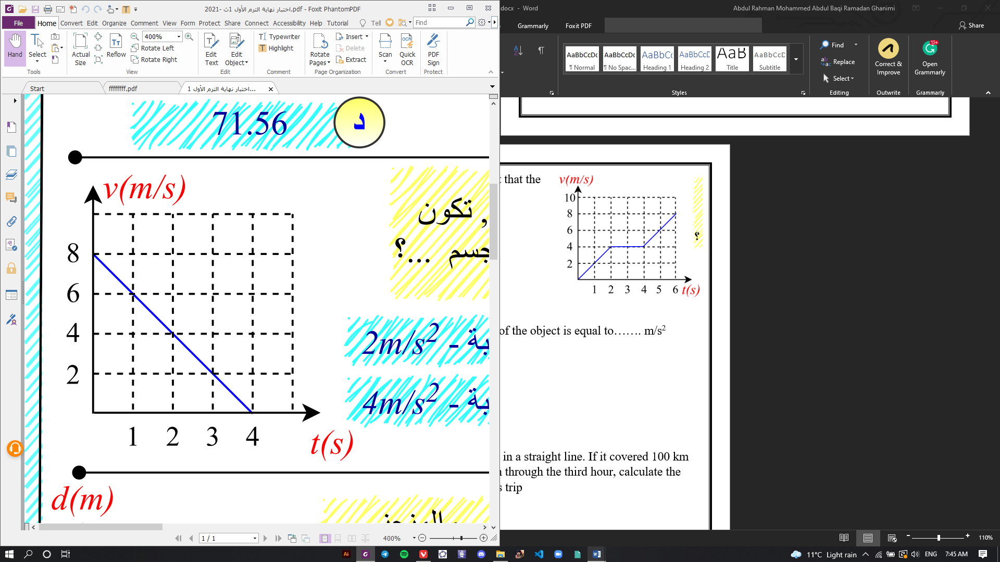 اختبار نهاية الترم الأول 1ث -2021.pdf - Foxit PhantomPDF
File Home Convert Edit Organize Comment View Form Protect Share Connect Accessibility Help Tutorial Tell Find
Hand
Select
Actual Size
Reflow
400%
Rotate Left
Rotate Right
Edit Text
Edit Object
Typewriter
Highlight
Rotate Pages
Insert
Delete
Extract
Scan
Quick OCR
PDF Sign
Tools View Edit Comment Page Organization Convert Protect
Start
ffffffff.pdf
اختبار نهاية الترم الأول 1...
71.56
د
v(m/s)
8
6
4
2
1 2 3 4
t(s)
, تكون
جسم ...؟
2m/s² -
4m/s² -
d(m)
1 / 1
400%
.docx - Word
Abdul Rahman Mohammed Abdul Baqi Ramadan Ghanimi
Grammarly Foxit PDF
Share
AaBbCcDc
¶ Normal
AaBbCcDc
¶ No Spac...
AaBbCc
Heading 1
AaBbCcD
Heading 2
AaB
Title
AaBbCcD
Subtitle
Find
Replace
Select
Correct & Improve
Open Grammarly
Styles Editing Outwrite Grammarly
that the
v(m/s)
10
8
6
4
2
1 2 3 4 5 6 t(s)
؟
of the object is equal to……. m/s²
in a straight line. If it covered 100 km
through the third hour, calculate the
trip
110%
11°C Light rain
ENG
7:45 AM